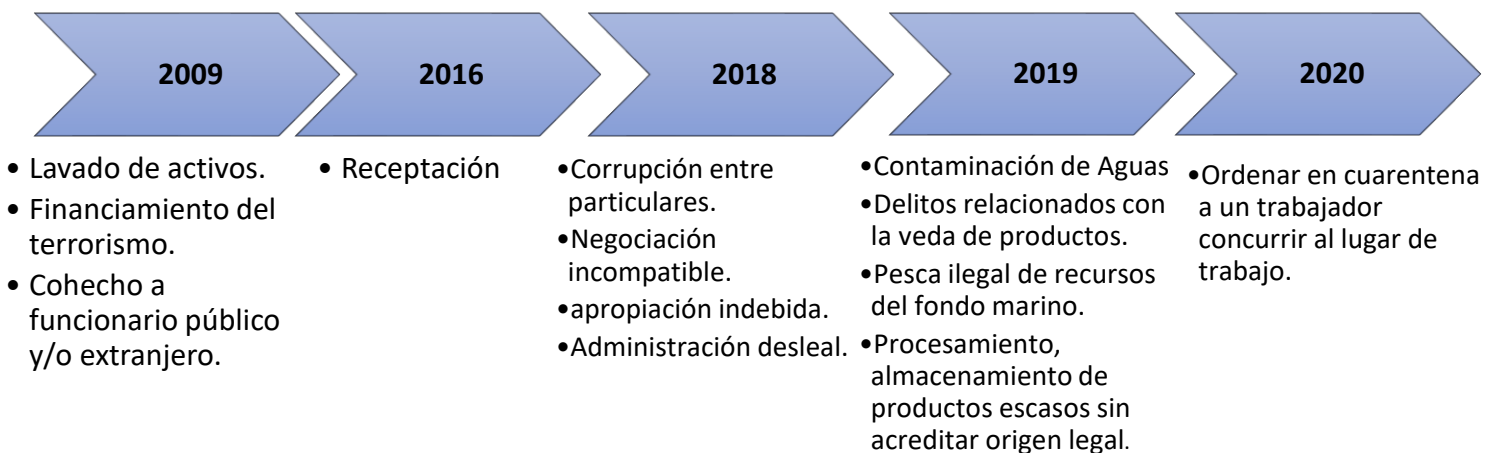 2009
• Lavado de activos.
• Financiamiento del
terrorismo.
• Cohecho a
funcionario público
y/o extranjero.
2016
• Receptación
2018
•Corrupción entre
particulares.
•Negociación
incompatible.
•apropiación indebida.
•Administración desleal.
2019
•Contaminación de Aguas
•Delitos relacionados con
la veda de productos.
•Pesca ilegal de recursos
del fondo marino.
•Procesamiento,
almacenamiento de
productos escasos sin
acreditar origen legal.
2020
•Ordenar en cuarentena
a un trabajador
concurrir al lugar de
trabajo.